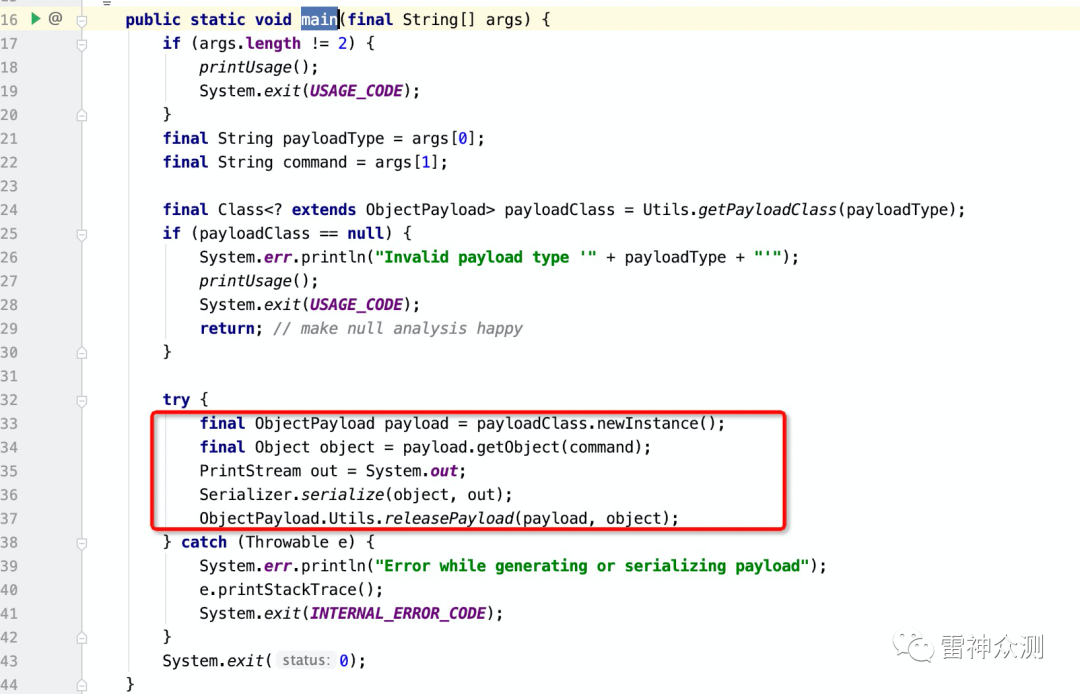 16 @ public static void main(final String[] args) {
17 if (args.length != 2) {
18 printUsage();
19 System.exit(USAGE_CODE);
20 }
21 final String payloadType = args[0];
22 final String command = args[1];
23
24 final Class<? extends ObjectPayload> payloadClass = Utils.getPayloadClass(payloadType);
25 if (payloadClass == null) {
26 System.err.println("Invalid payload type '" + payloadType + "'");
27 printUsage();
28 System.exit(USAGE_CODE);
29 return; // make null analysis happy
30 }
31
32 try {
33 final ObjectPayload payload = payloadClass.newInstance();
34 final Object object = payload.getObject(command);
35 PrintStream out = System.out;
36 Serializer.serialize(object, out);
37 ObjectPayload.Utils.releasePayload(payload, object);
38 } catch (Throwable e) {
39 System.err.println("Error while generating or serializing payload");
40 e.printStackTrace();
41 System.exit(INTERNAL_ERROR_CODE);
42 }
43 System.exit( status: 0);
44 }
雷神众测